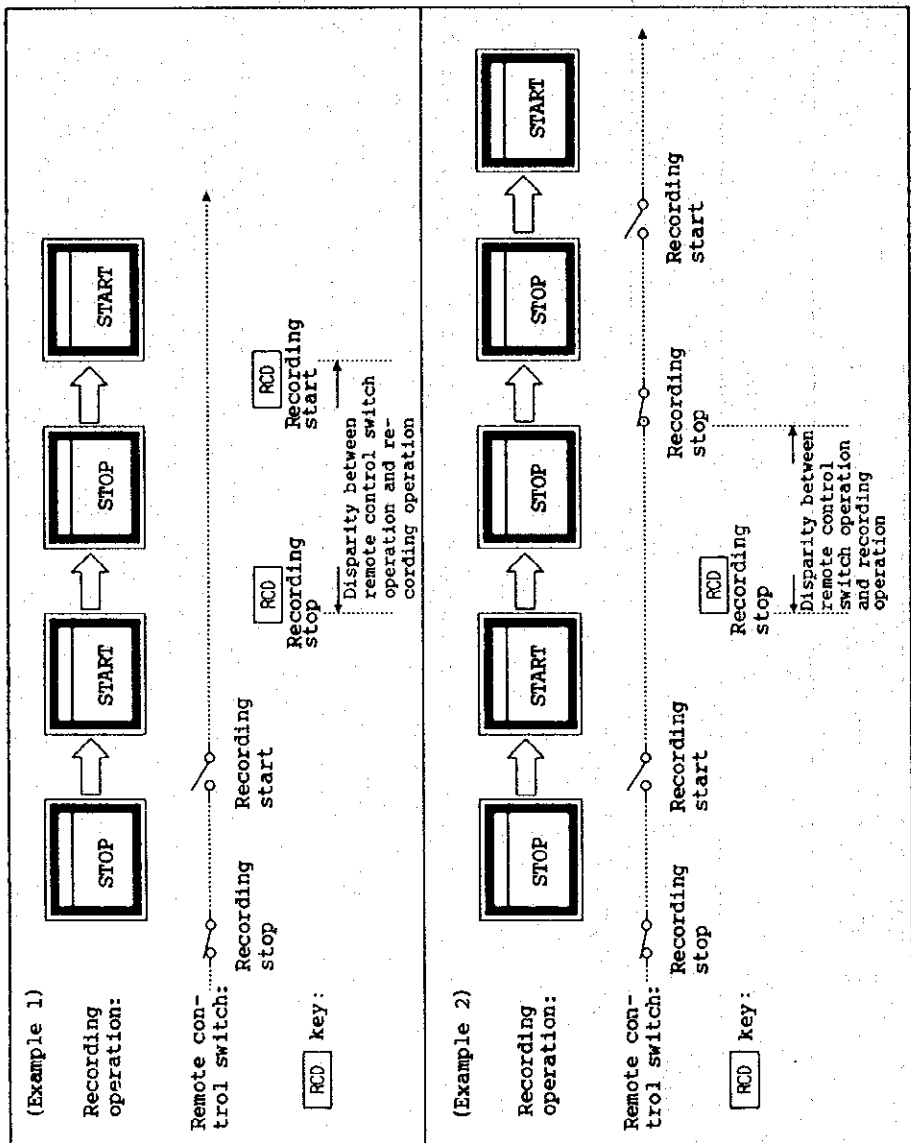 (Example 1)
Recording
operation:
STOP
START
STOP
START
Remote con-
trol switch:
Recording
stop
Recording
start
RCD key:
RCD
Recording
stop
RCD
Recording
start
Disparity between
remote control switch
operation and re-
cording operation
(Example 2)
Recording
operation:
STOP
START
STOP
STOP
START
Remote con-
trol switch:
Recording
stop
Recording
start
Recording
stop
Recording
start
RCD key:
RCD
Recording
stop
Disparity between
remote control
switch operation
and recording
operation